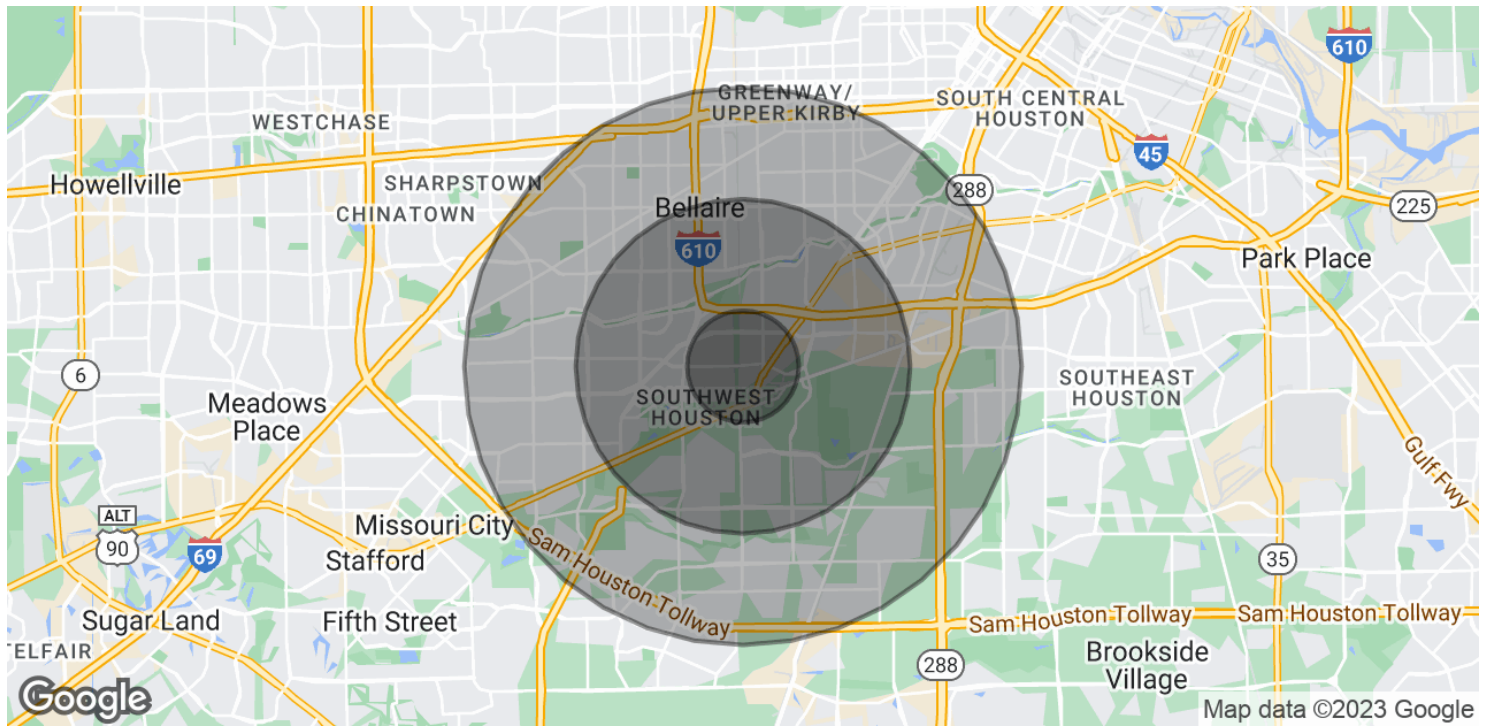 610
GREENWAY/
UPPER KIRBY
SOUTH CENTRAL
HOUSTON
WESTCHASE
45
Howellville
SHARPSTOWN
288
225
CHINATOWN
Bellaire
610
Park Place
6
SOUTHEAST
HOUSTON
Meadows
Place
SOUTHWEST
HOUSTON
Gulf Fwy
ALT
90
Missouri City
69
Stafford
Sam Houston Tollway
35
Sugar Land
Fifth Street
Sam Houston Tollway
Sam Houston Tollway
TELFAIR
288
Brookside
Village
Google
Map data ©2023 Google